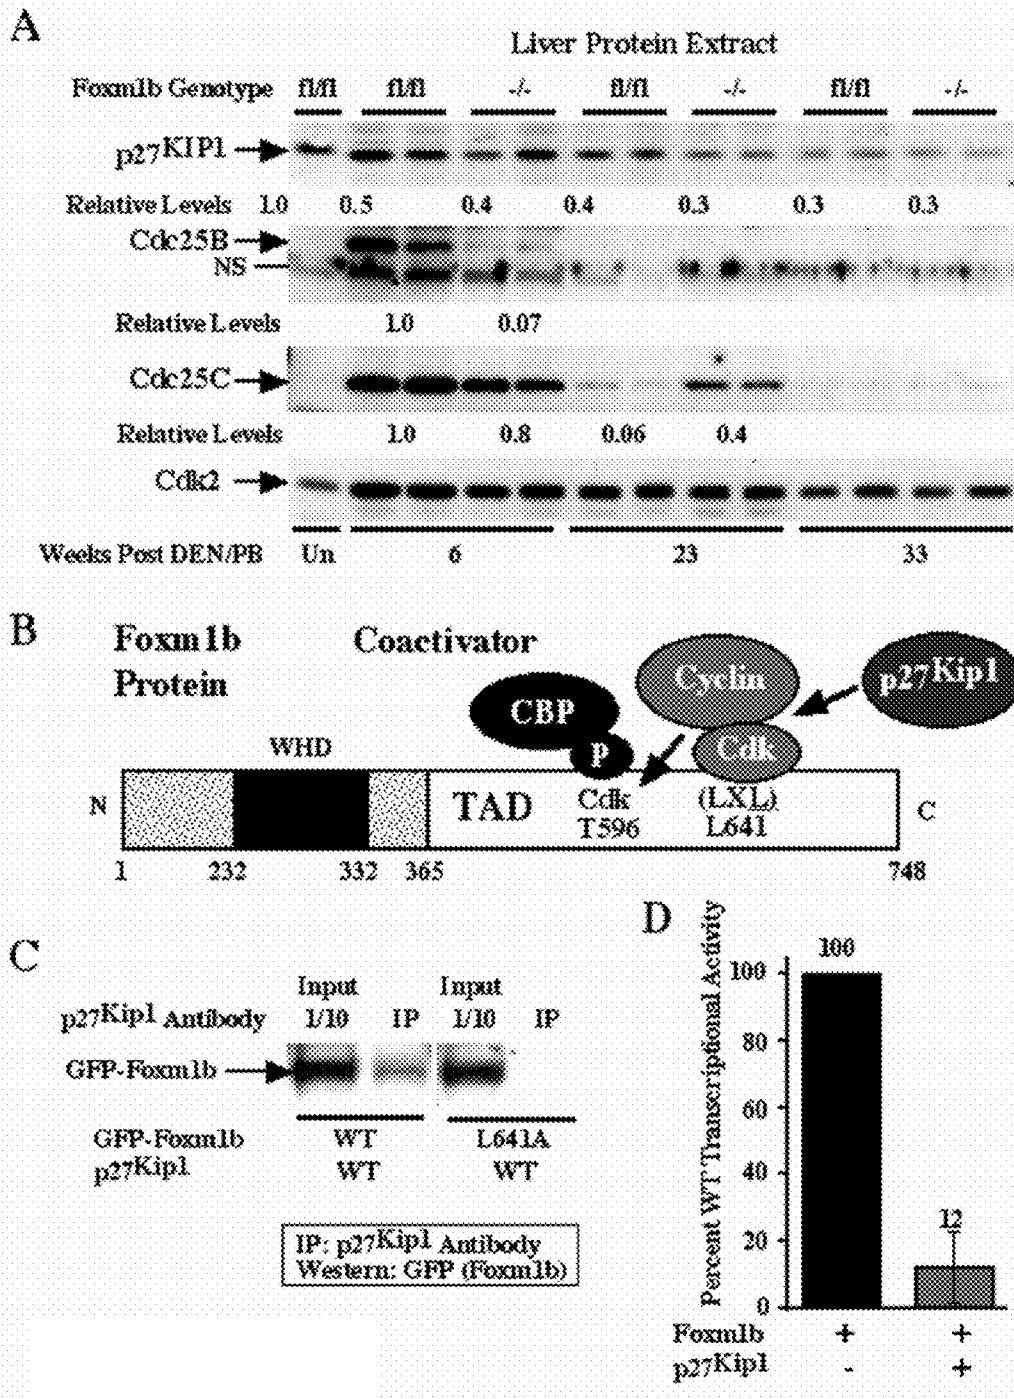 A
Liver Protein Extract
Foxm1b Genotype fl/fl fl/fl -/- fl/fl -/- fl/fl -/-
p27KIP1
Relative Levels 1.0 0.5 0.4 0.4 0.3 0.3 0.3
Cdc25B
NS
Relative Levels 1.0 0.07
Cdc25C
*
Relative Levels 1.0 0.8 0.06 0.4
Cdk2
Weeks Post DEN/PB Un 6 23 33
B
Foxm1b Protein
Coactivator
CBP
P
Cyclin
Cdk
p27Kip1
WHD
N
TAD
Cdk
T596
(LXL)
L641
C
1 232 332 365 748
C
Input Input
p27Kip1 Antibody 1/10 IP 1/10 IP
GFP-Foxm1b
GFP-Foxm1b WT L641A
p27Kip1 WT WT
IP: p27Kip1 Antibody
Western: GFP (Foxm1b)
D
Percent WT Transcriptional Activity
100
80
60
40
20
0
100
12
Foxm1b + +
p27Kip1 - +